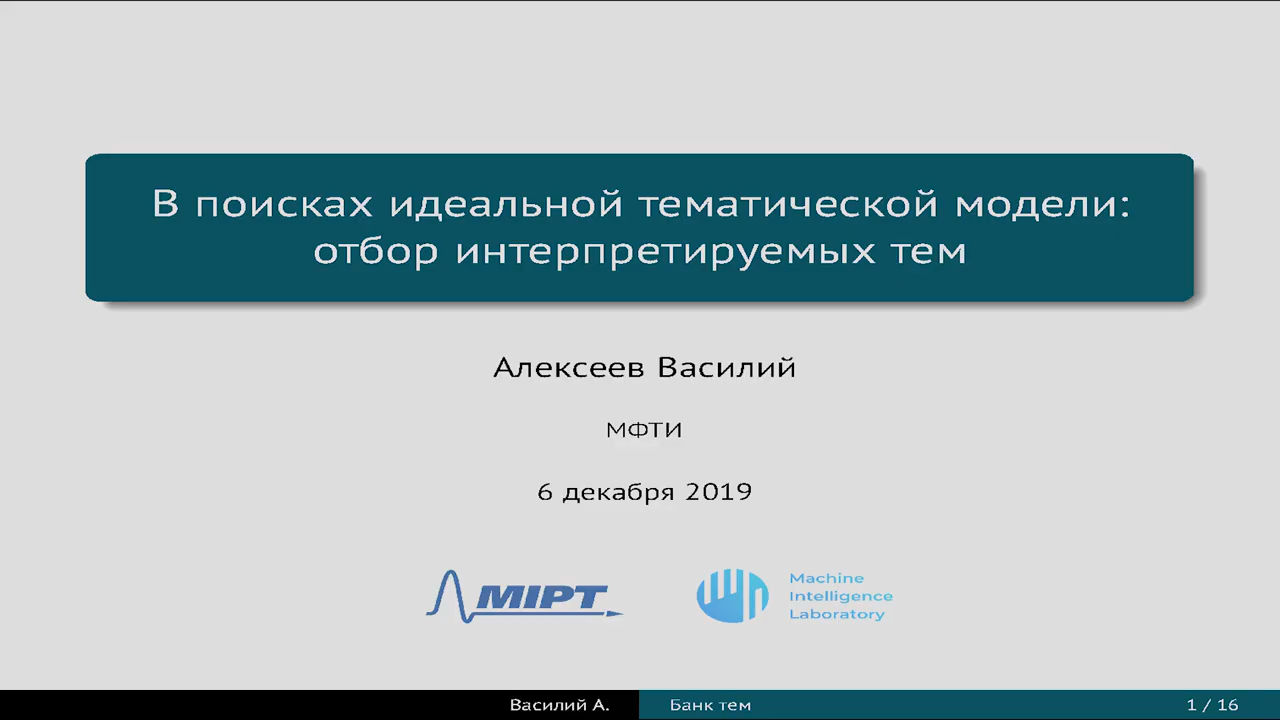 В поисках идеальной тематической модели:
отбор интерпретируемых тем
Алексеев Василий
МФТИ
6 декабря 2019
MIPT
Machine
Intelligence
Laboratory
Василий А.
Банк тем
1 / 16